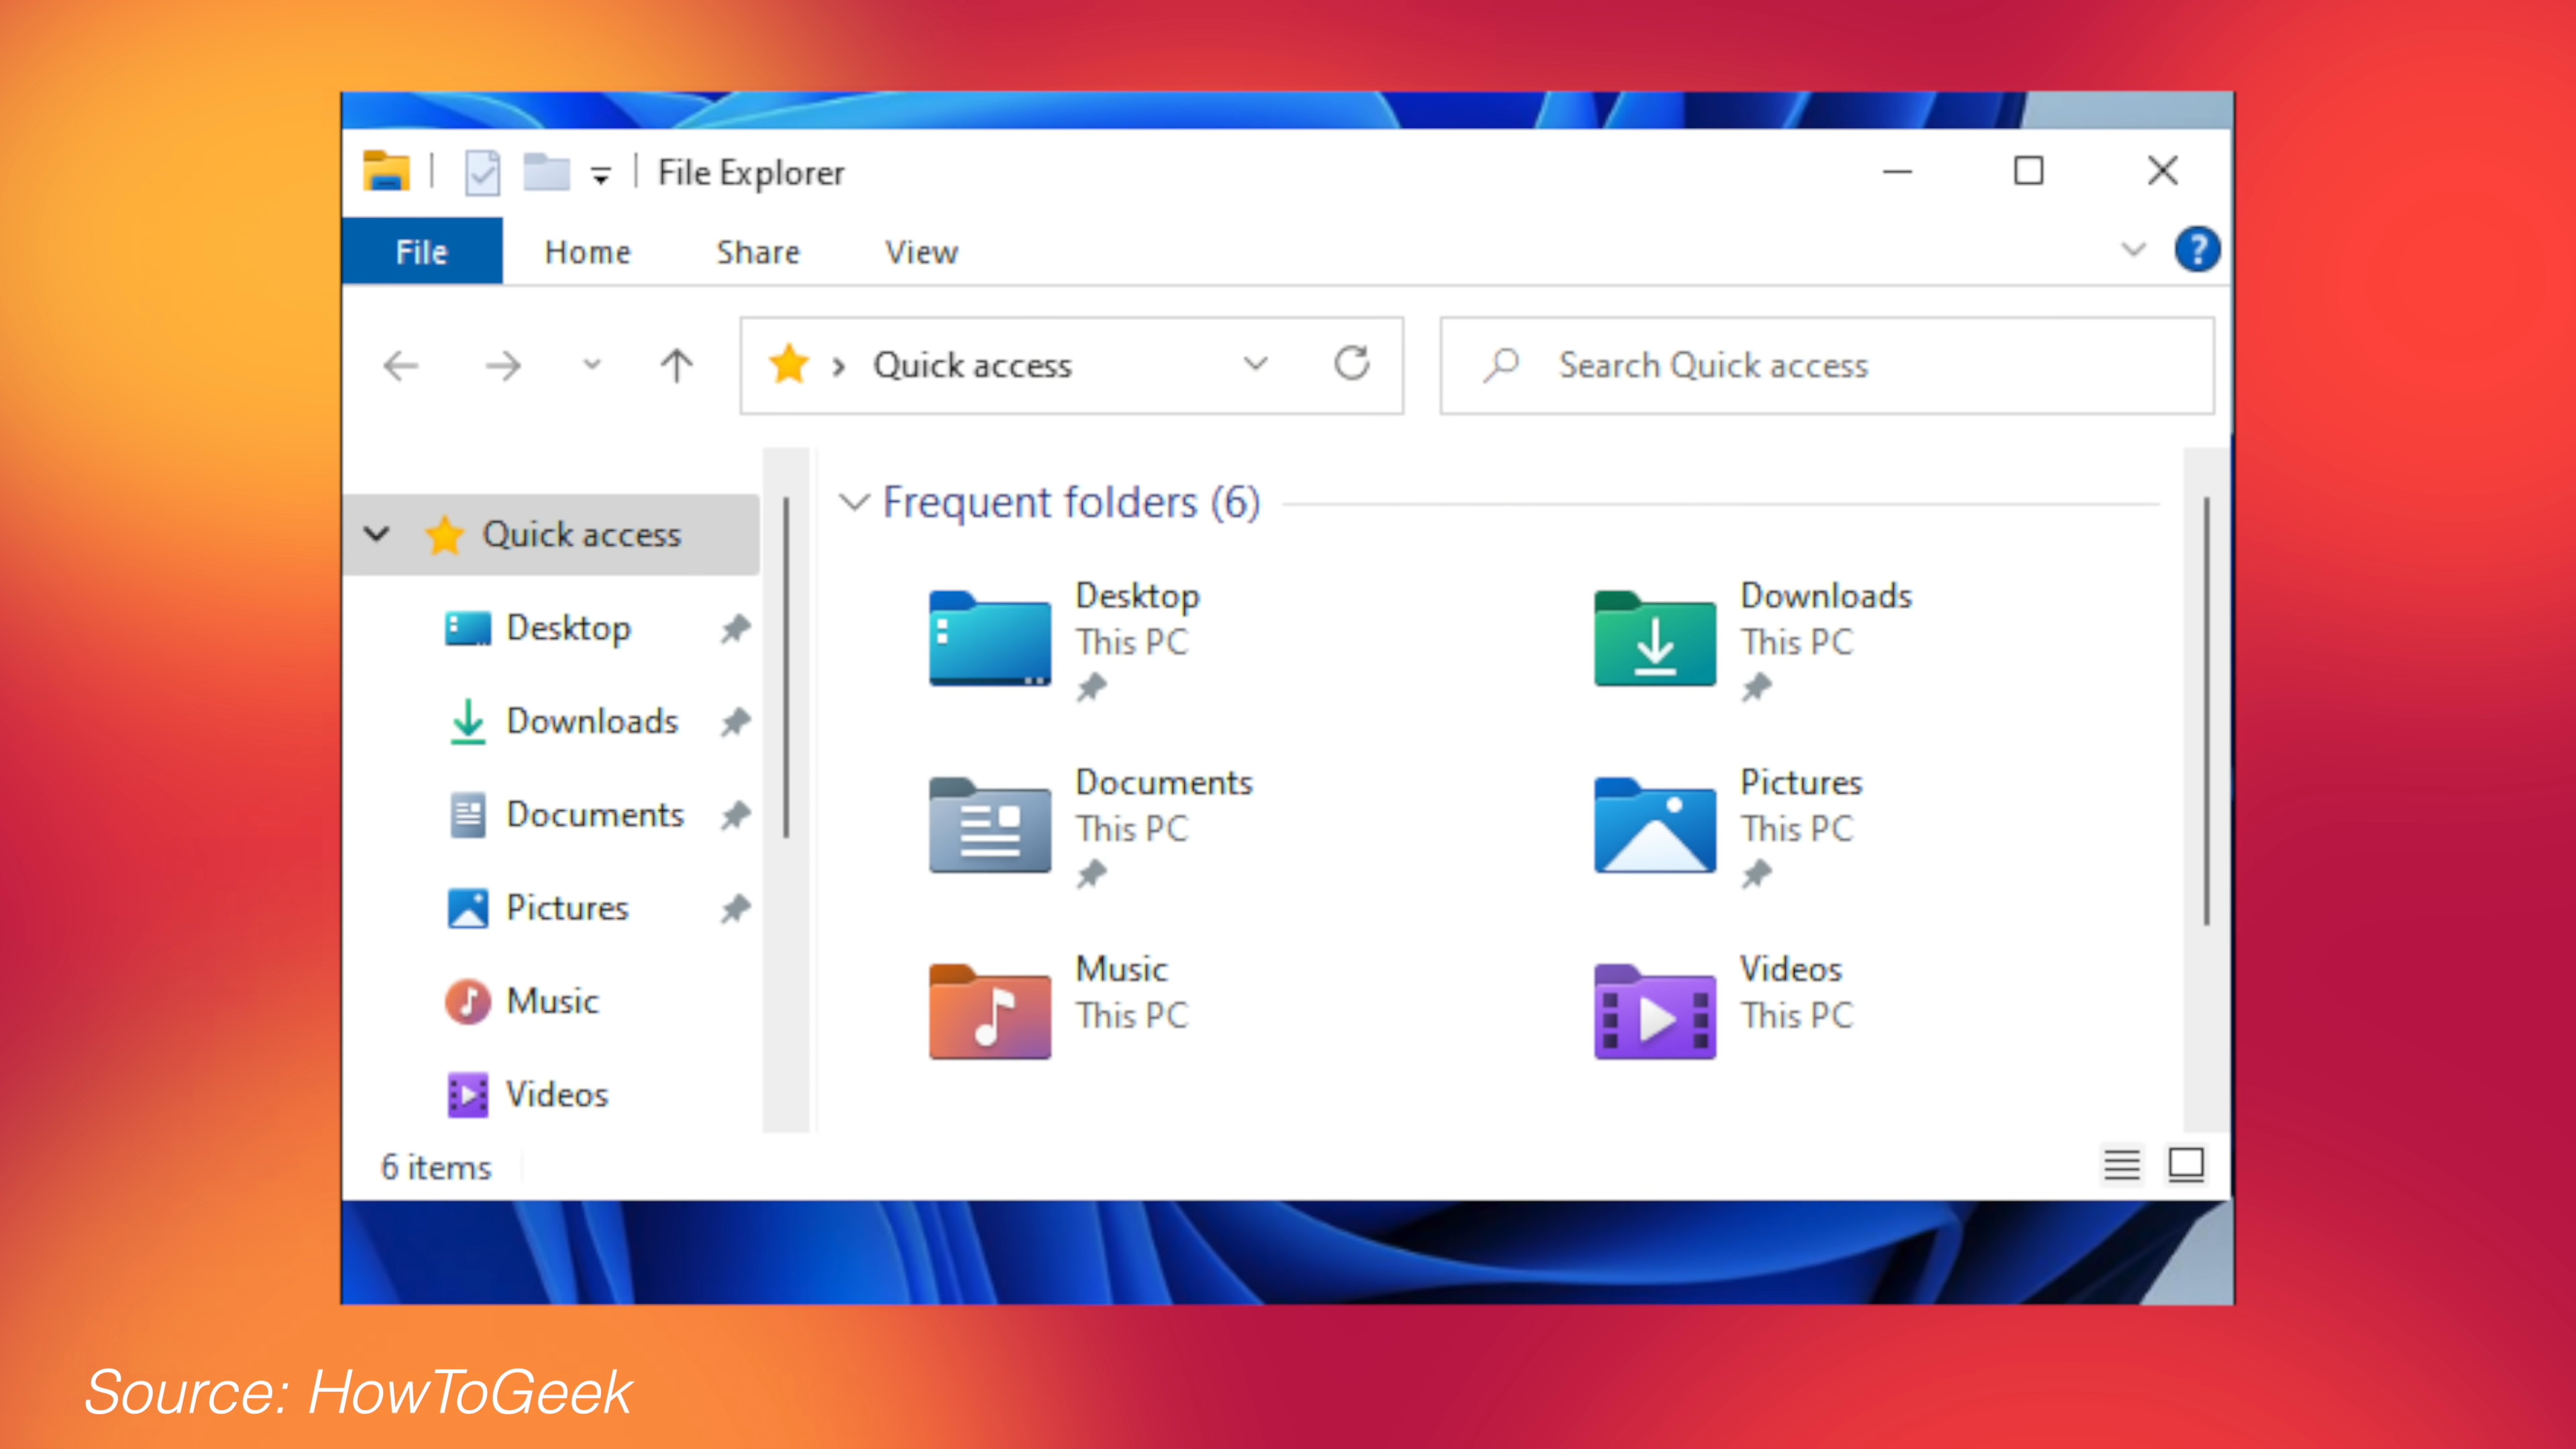 File Explorer
File Home Share View
?
Quick access
Search Quick access
Quick access
Desktop
Downloads
Documents
Pictures
Music
Videos
Frequent folders (6)
Desktop
This PC
Downloads
This PC
Documents
This PC
Pictures
This PC
Music
This PC
Videos
This PC
6 items
Source: HowToGeek